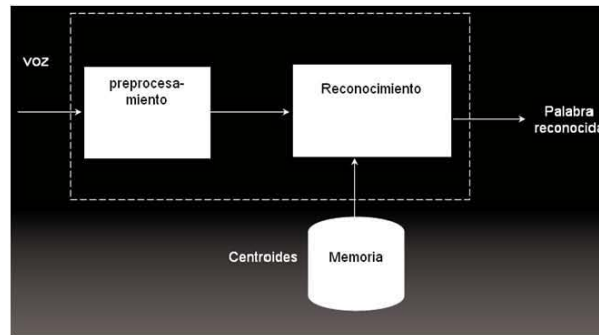 voz
preprocesa-
miento
Reconocimiento
Palabra
reconocida
Centroides
Memoria